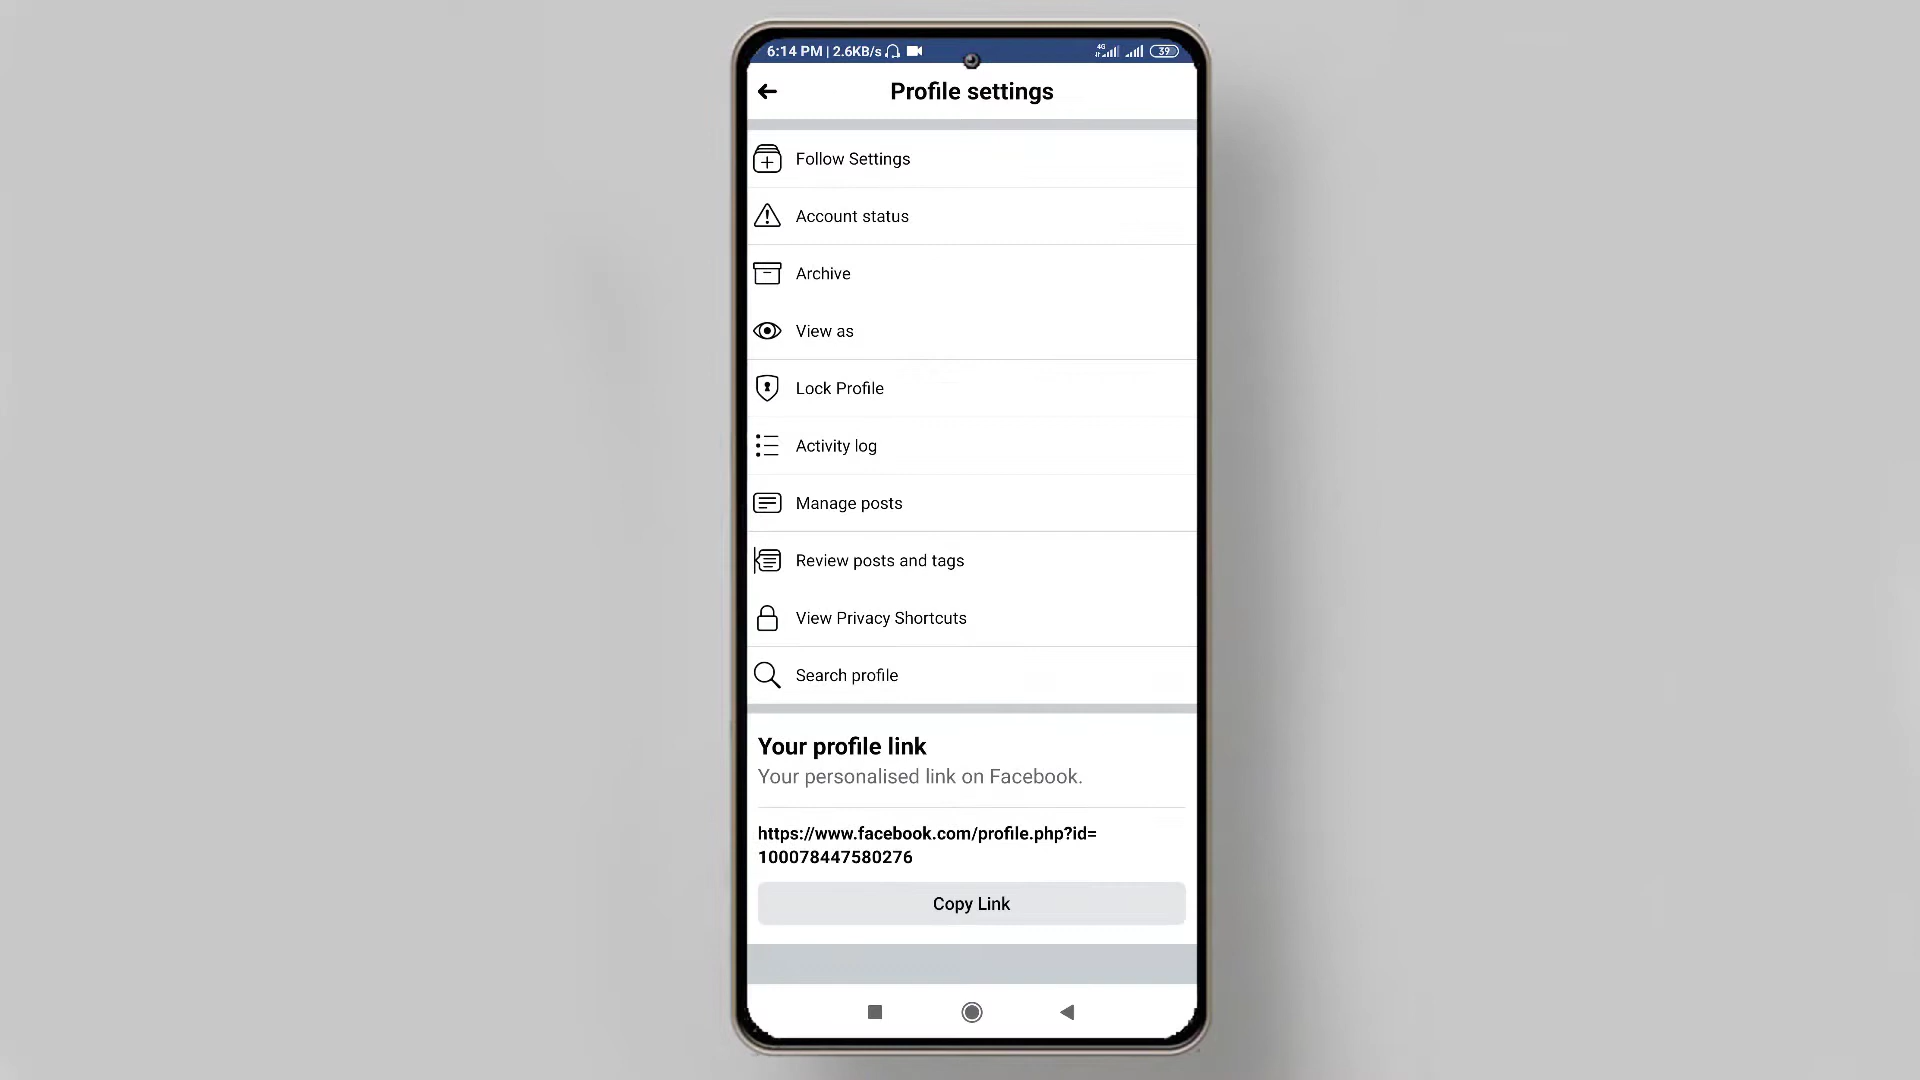 6:14 PM | 2.6KB/s 4G 39
Profile settings
Follow Settings
Account status
Archive
View as
Lock Profile
Activity log
Manage posts
Review posts and tags
View Privacy Shortcuts
Search profile
Your profile link
Your personalised link on Facebook.
https://www.facebook.com/profile.php?id=
100078447580276
Copy Link